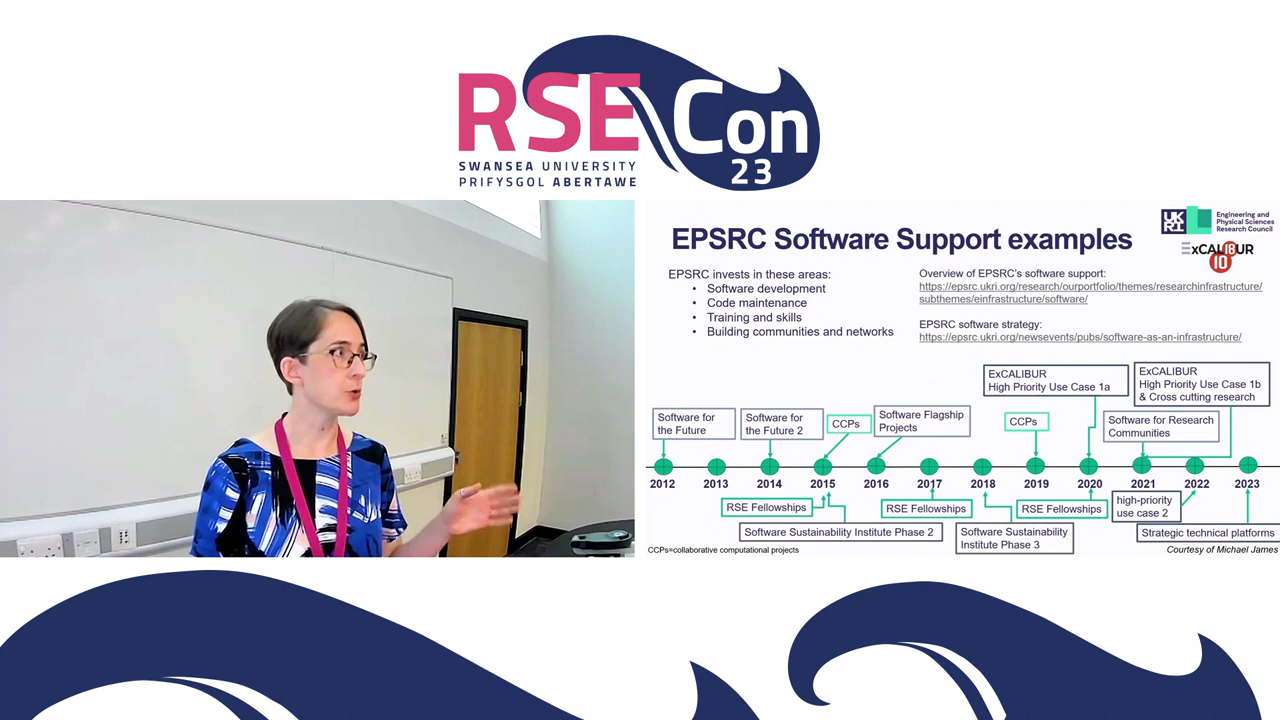 RSE Con
23
SWANSEA UNIVERSITY
PRIFYSGOL ABERTAWE
UK
RI
Engineering and
Physical Sciences
Research Council
ExCALIBUR
10
18
EPSRC Software Support examples
EPSRC invests in these areas:
• Software development
• Code maintenance
• Training and skills
• Building communities and networks
Overview of EPSRC's software support:
https://epsrc.ukri.org/research/ourportfolio/themes/researchinfrastructure/
subthemes/einfrastructure/software/
EPSRC software strategy:
https://epsrc.ukri.org/newsevents/pubs/software-as-an-infrastructure/
Software for
the Future
Software for
the Future 2
CCPs
Software Flagship
Projects
ExCALIBUR
High Priority Use Case 1a
CCPs
ExCALIBUR
High Priority Use Case 1b
& Cross cutting research
Software for Research
Communities
2012 2013 2014 2015 2016 2017 2018 2019 2020 2021 2022 2023
RSE Fellowships
Software Sustainability Institute Phase 2
RSE Fellowships
Software Sustainability
Institute Phase 3
RSE Fellowships
high-priority
use case 2
Strategic technical platforms
CCPs=collaborative computational projects
Courtesy of Michael James